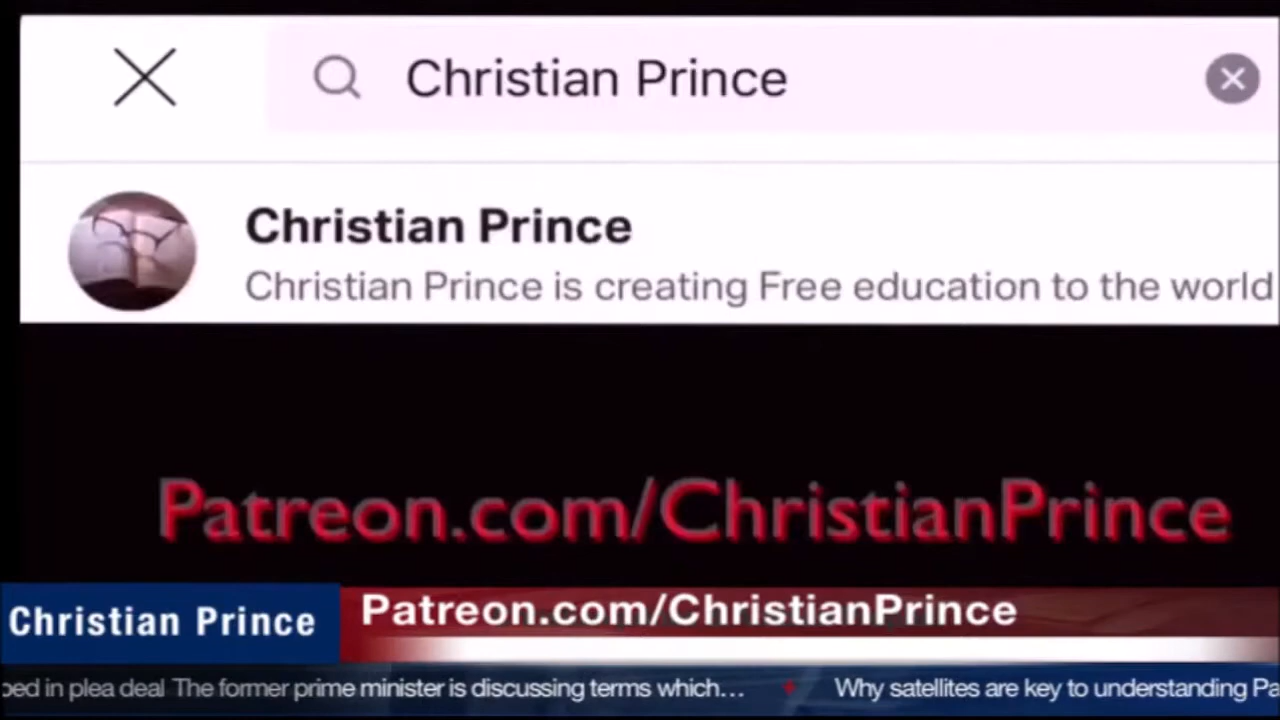 Christian Prince
Christian Prince
Christian Prince is creating Free education to the world
Patreon.com/ChristianPrince
Christian Prince
Patreon.com/ChristianPrince
in plea deal The former prime minister is discussing terms which… Why satellites are key to understanding